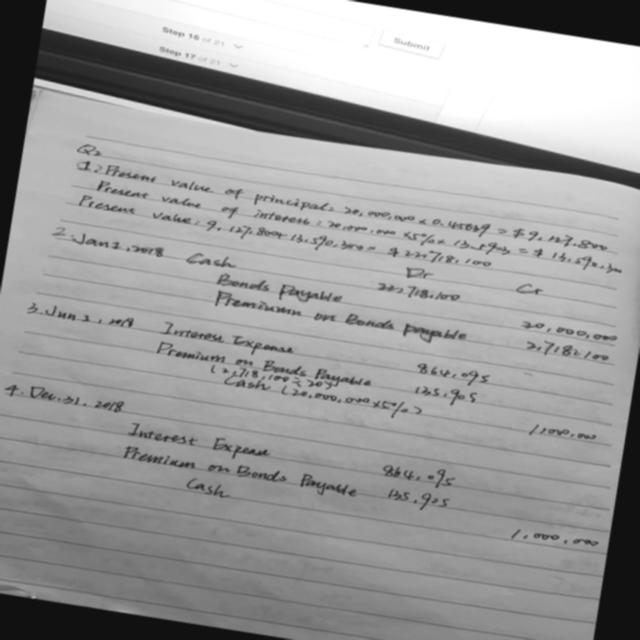 Step 16 of 21
Submit
Step 17 of 21
Q2
1. Present value of principal: 20,000,000 × 0.45639 = $ 9,127,800
Present value of interest: 20,000,000 × 5% × 13.5903 = $ 13,590,300
Present value: 9,127,800 + 13,590,300 = $ 22,718,100
Dr Cr
2. Jan 1. 2018 Cash 22,718,100
Bonds Payable 20,000,000
Premium on Bonds payable 2,718,100
3. Jun 2018 Interest Expense 864,095
Premium on Bonds Payable 135,905
(2,718,100 ÷ 20)
Cash (20,000,000 × 5%) 1,000,000
4. Dec. 31. 2018
Interest Expense 864,095
Premium on Bonds Payable 135,905
Cash 1,000,000